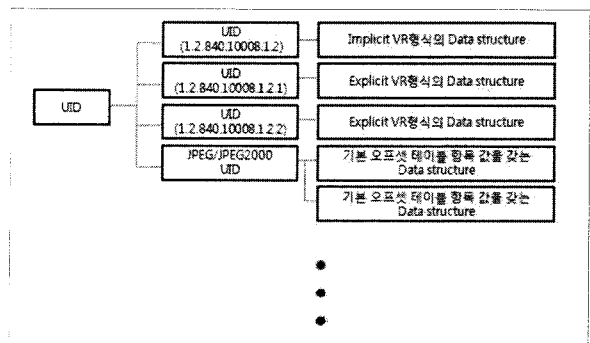 UID
UID
(1.2.840.10008.1.2)
Implicit VR형식의 Data structure
UID
(1.2.840.10008.1.2.1)
Explicit VR형식의 Data structure
UID
(1.2.840.10008.1.2.2)
Explicit VR형식의 Data structure
JPEG/JPEG2000
UID
기본 오프셋 테이블 항목 값을 갖는
Data structure
기본 오프셋 테이블 항목 값을 갖는
Data structure